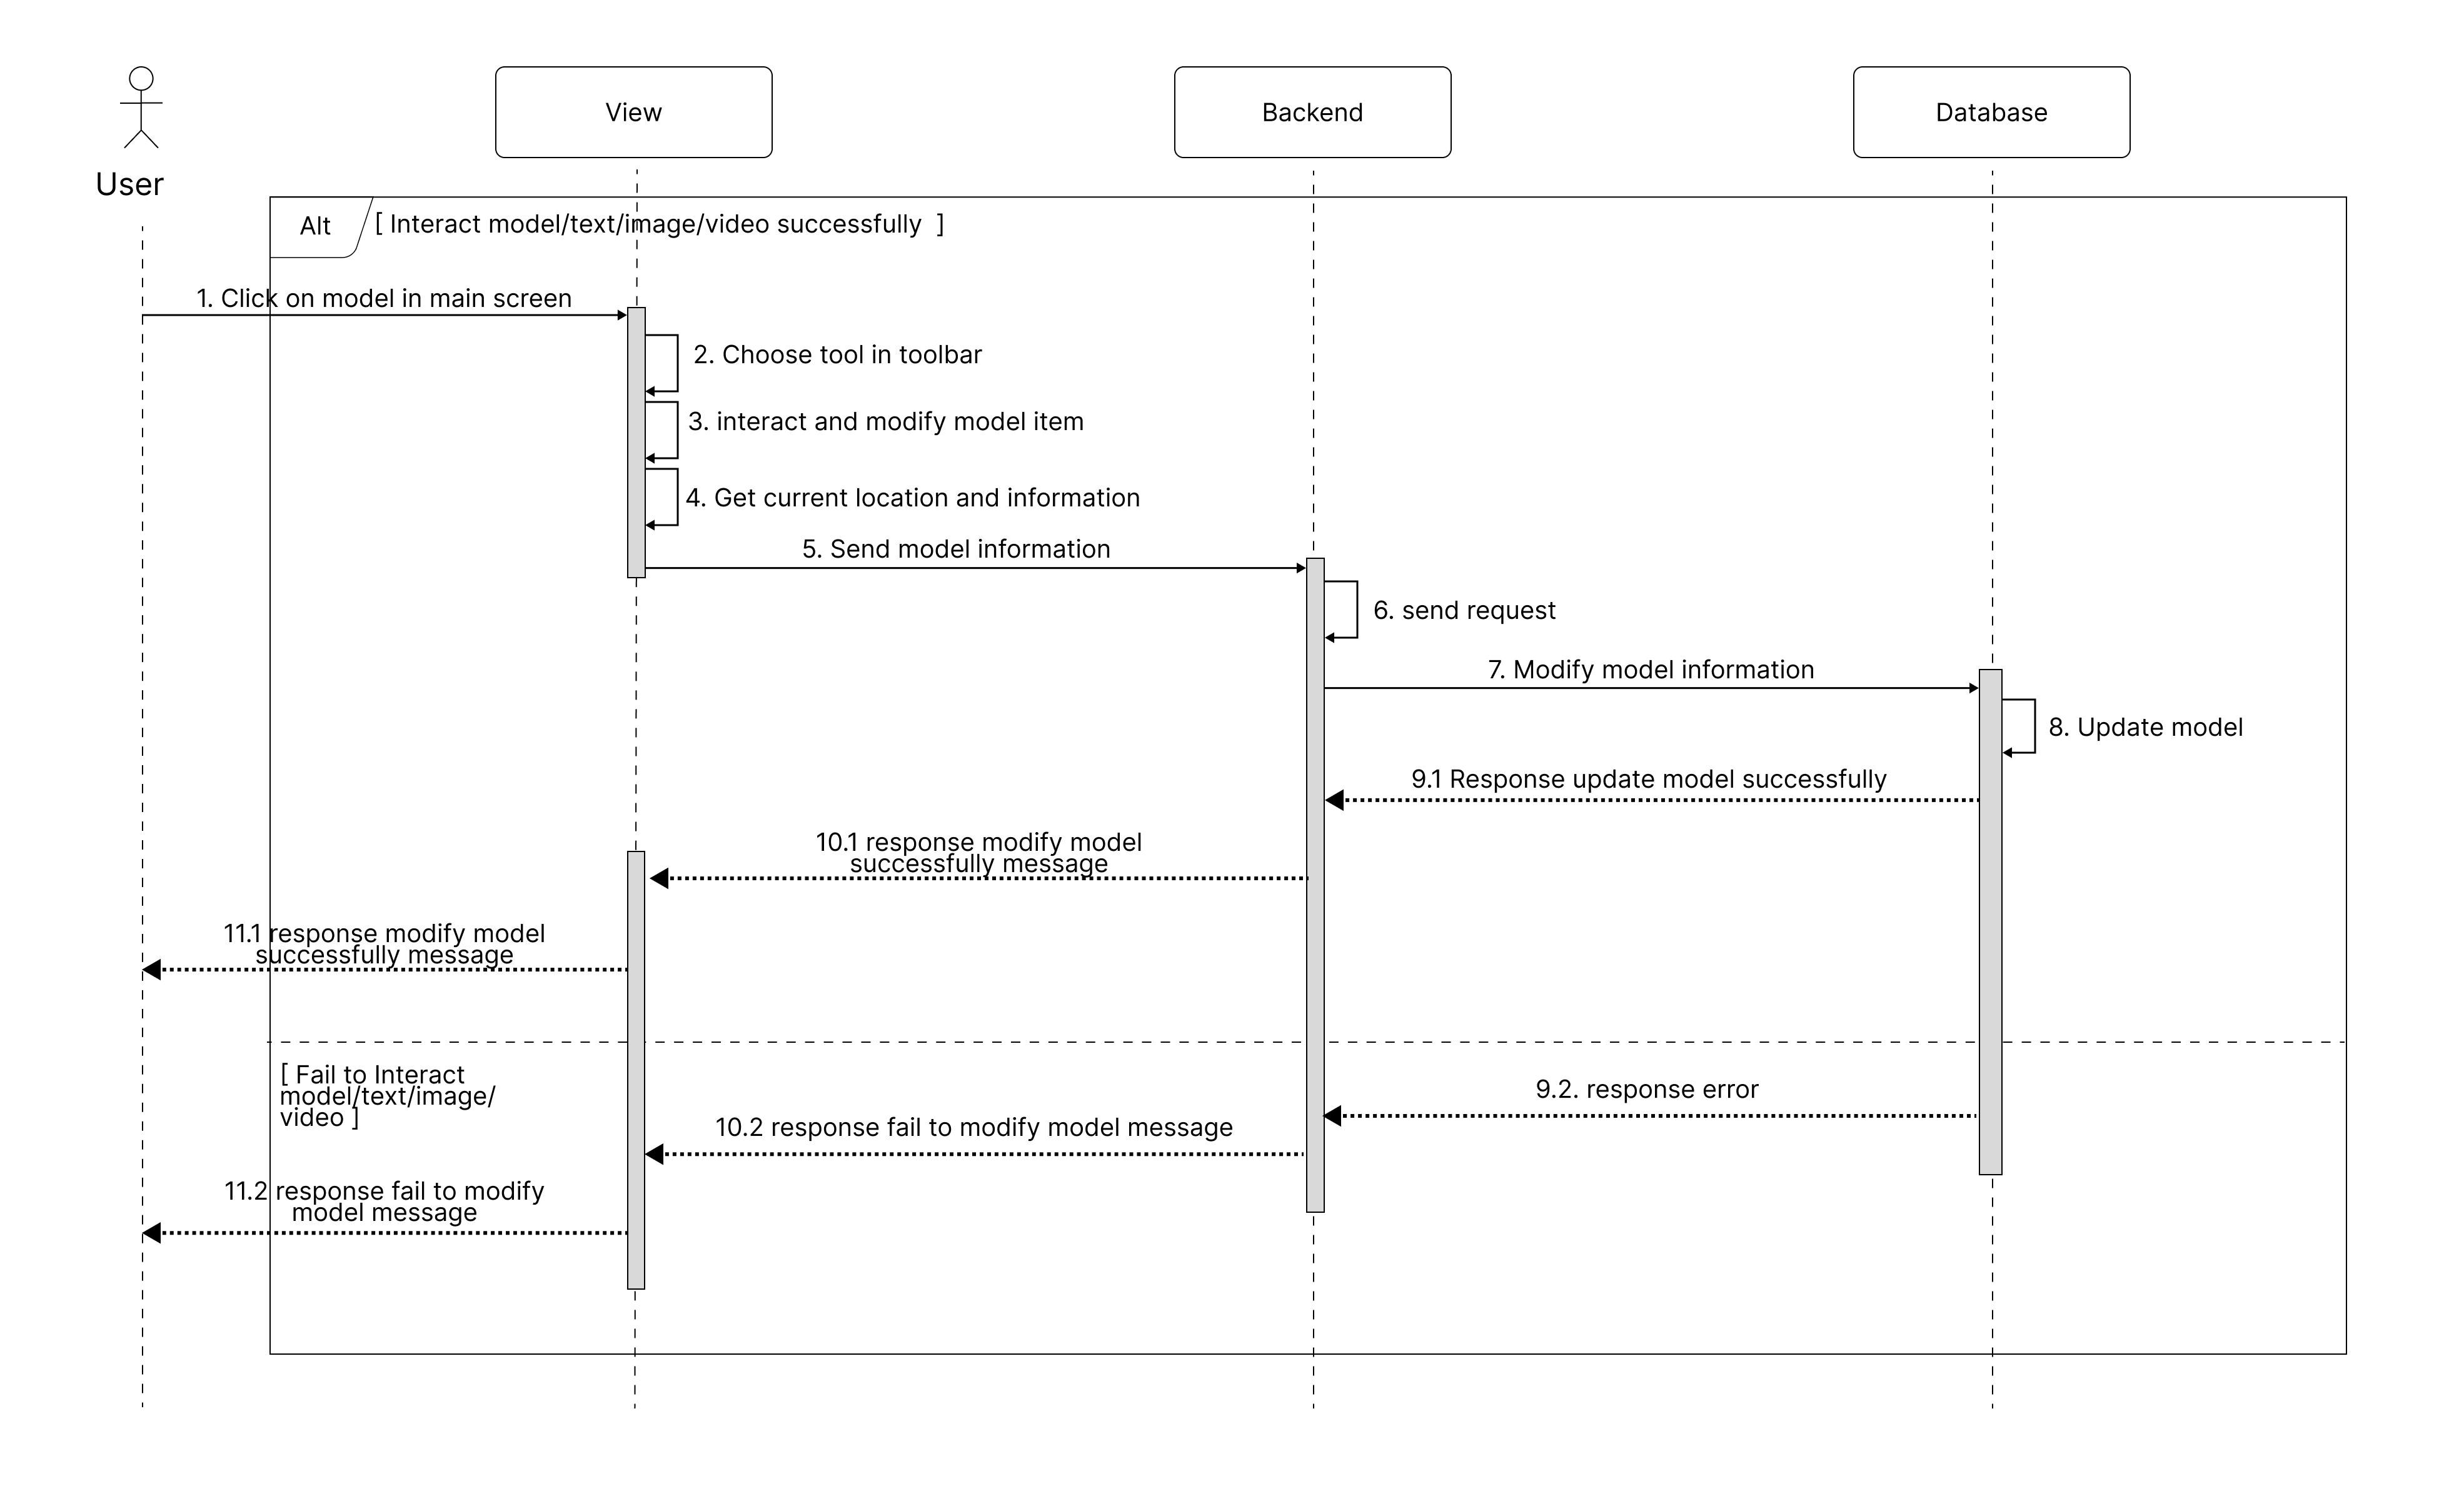 View
Backend
Database
User
Alt
[ Interact model/text/image/video successfully ]
1. Click on model in main screen
2. Choose tool in toolbar
3. interact and modify model item
4. Get current location and information
5. Send model information
6. send request
7. Modify model information
8. Update model
9.1 Response update model successfully
10.1 response modify model
successfully message
11.1 response modify model
successfully message
[ Fail to Interact
model/text/image/
video ]
9.2. response error
10.2 response fail to modify model message
11.2 response fail to modify
model message